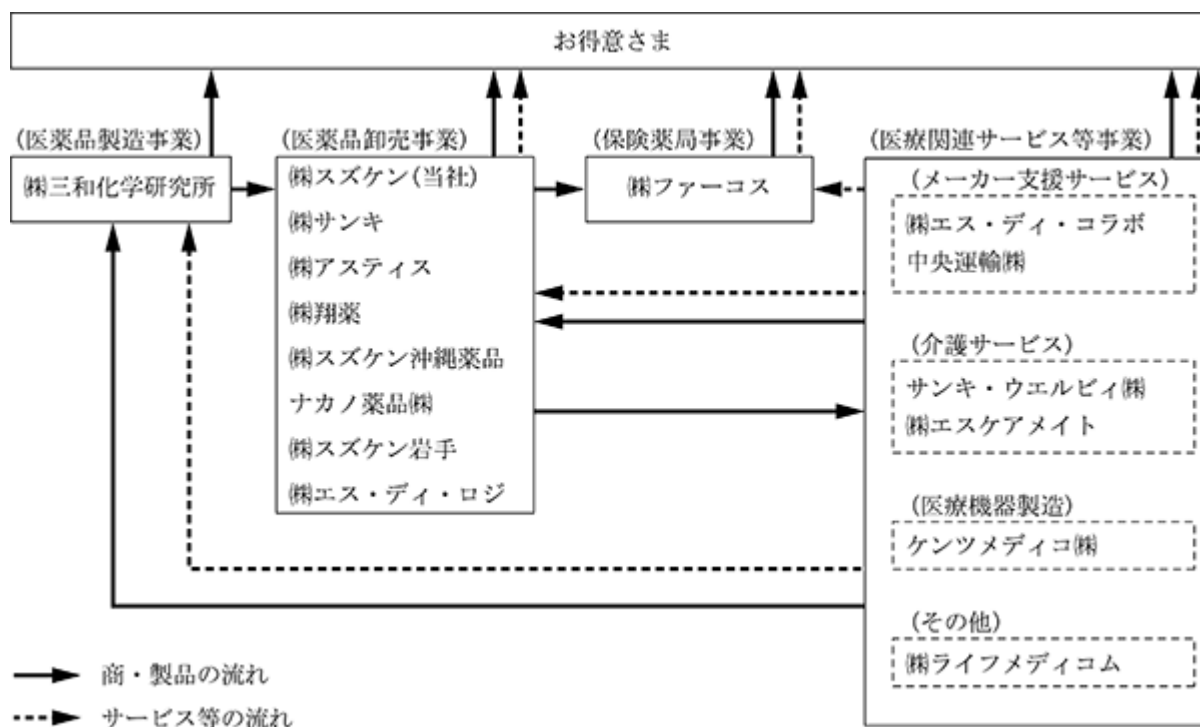 お得意さま
(医薬品製造事業)
㈱三和化学研究所
(医薬品卸売事業)
㈱スズケン(当社)
㈱サンキ
㈱アスティス
㈱翔薬
㈱スズケン沖縄薬品
ナカノ薬品㈱
㈱スズケン岩手
㈱エス・ディ・ロジ
(保険薬局事業)
㈱ファーコス
(医療関連サービス等事業)
(メーカー支援サービス)
㈱エス・ディ・コラボ
中央運輸㈱
(介護サービス)
サンキ・ウエルビィ㈱
㈱エスケアメイト
(医療機器製造)
ケンツメディコ㈱
(その他)
㈱ライフメディコム
商・製品の流れ
サービス等の流れ